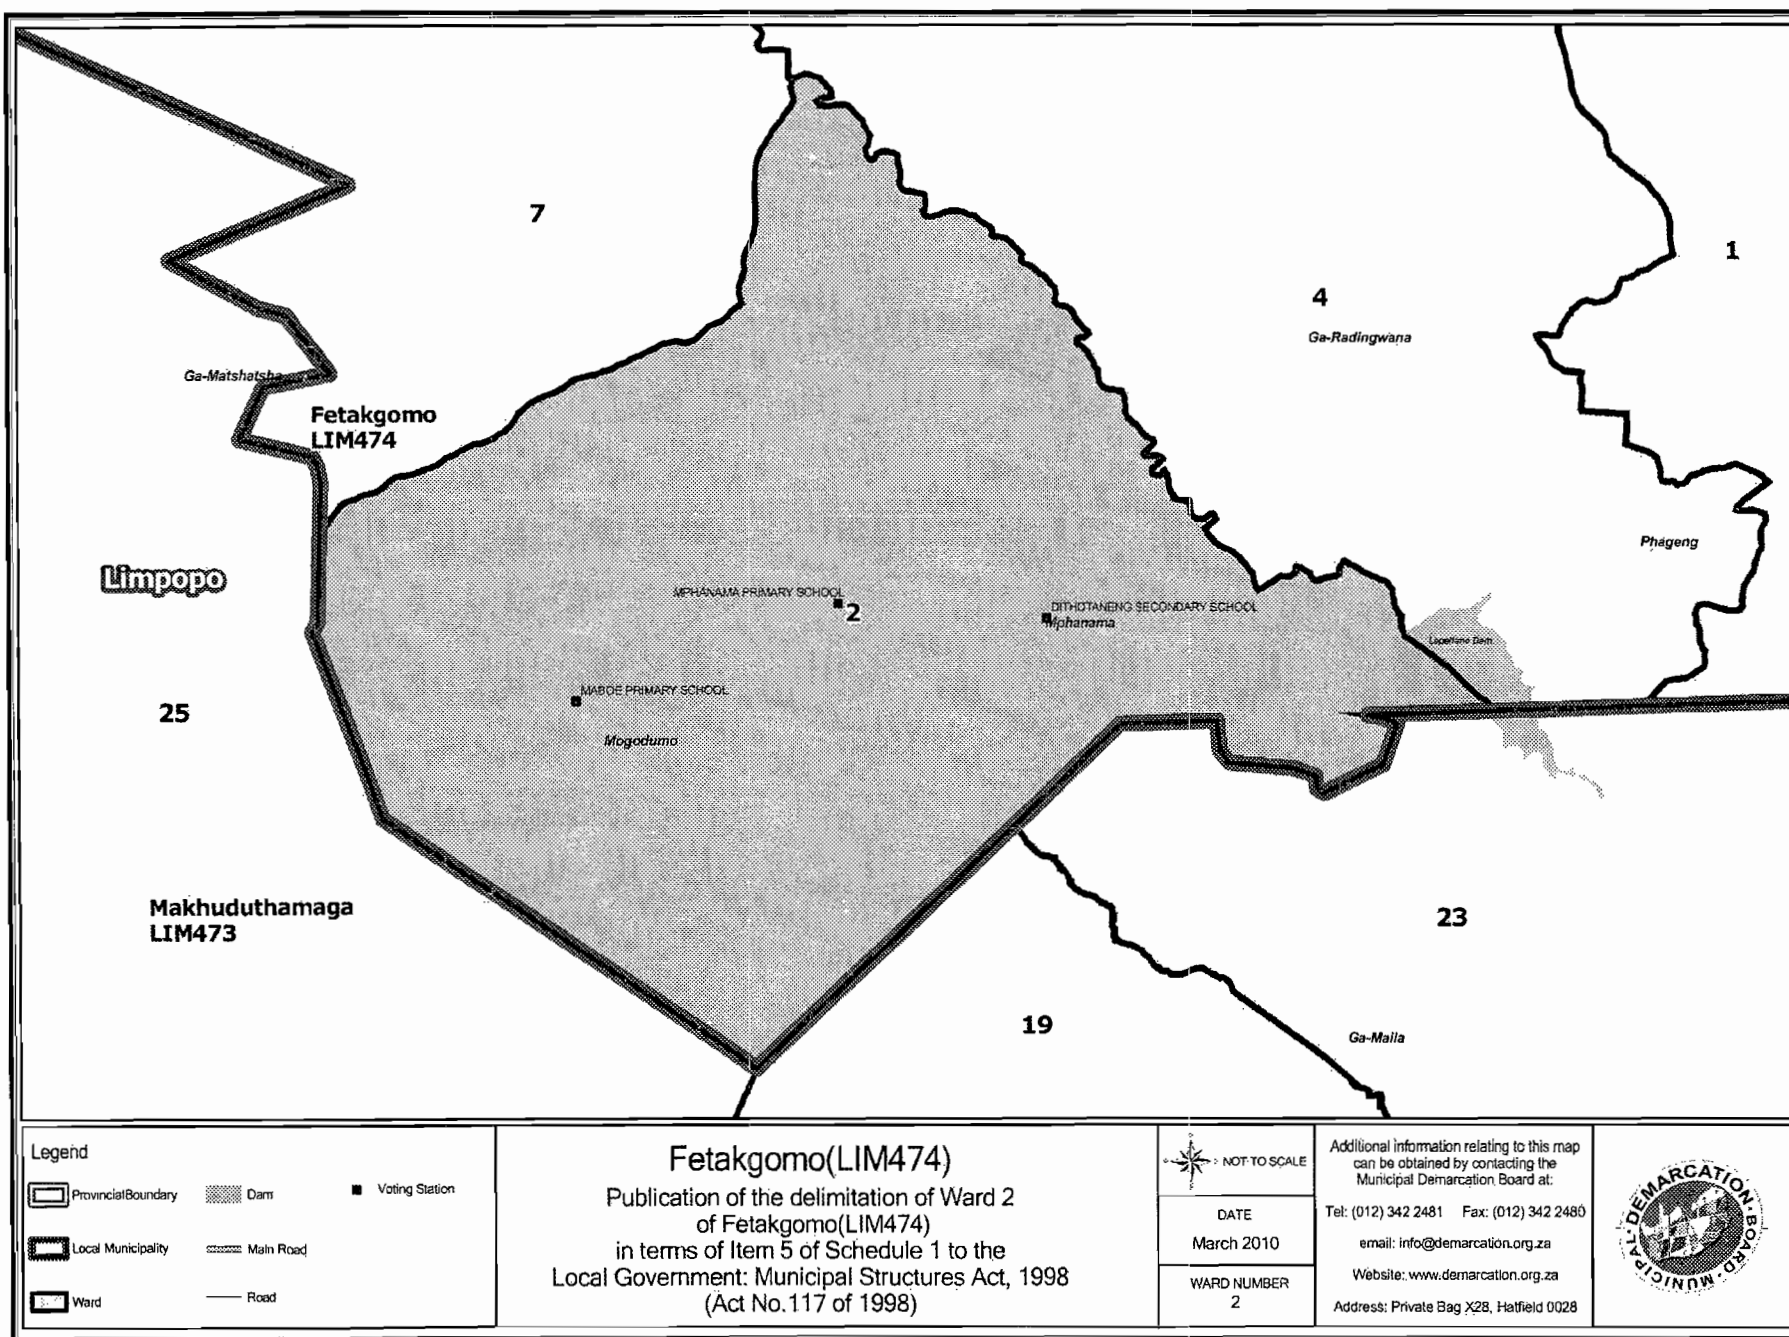 7
1
4
Ga-Radingwana
Ga-Matshatsha
Fetakgomo
LIM474
Phageng
Limpopo
MPHANAMA PRIMARY SCHOOL
2
DITHOTANENG SECONDARY SCHOOL
Mphanama
MABOE PRIMARY SCHOOL
25
Mogodumo
Makhuduthamaga
LIM473
23
19
Ga-Maila
Legend
Provincial Boundary
Dam
Voting Station
Local Municipality
Main Road
Ward
Road
Fetakgomo(LIM474)
Publication of the delimitation of Ward 2
of Fetakgomo(LIM474)
in terms of Item 5 of Schedule 1 to the
Local Government: Municipal Structures Act, 1998
(Act No.117 of 1998)
NOT TO SCALE
DATE
March 2010
WARD NUMBER
2
Additional information relating to this map
can be obtained by contacting the
Municipal Demarcation Board at:
Tel: (012) 342 2481 Fax: (012) 342 2480
email: info@demarcation.org.za
Website: www.demarcation.org.za
Address: Private Bag X28, Hatfield 0028
MUNICIPAL · DEMARCATION · BOARD ·